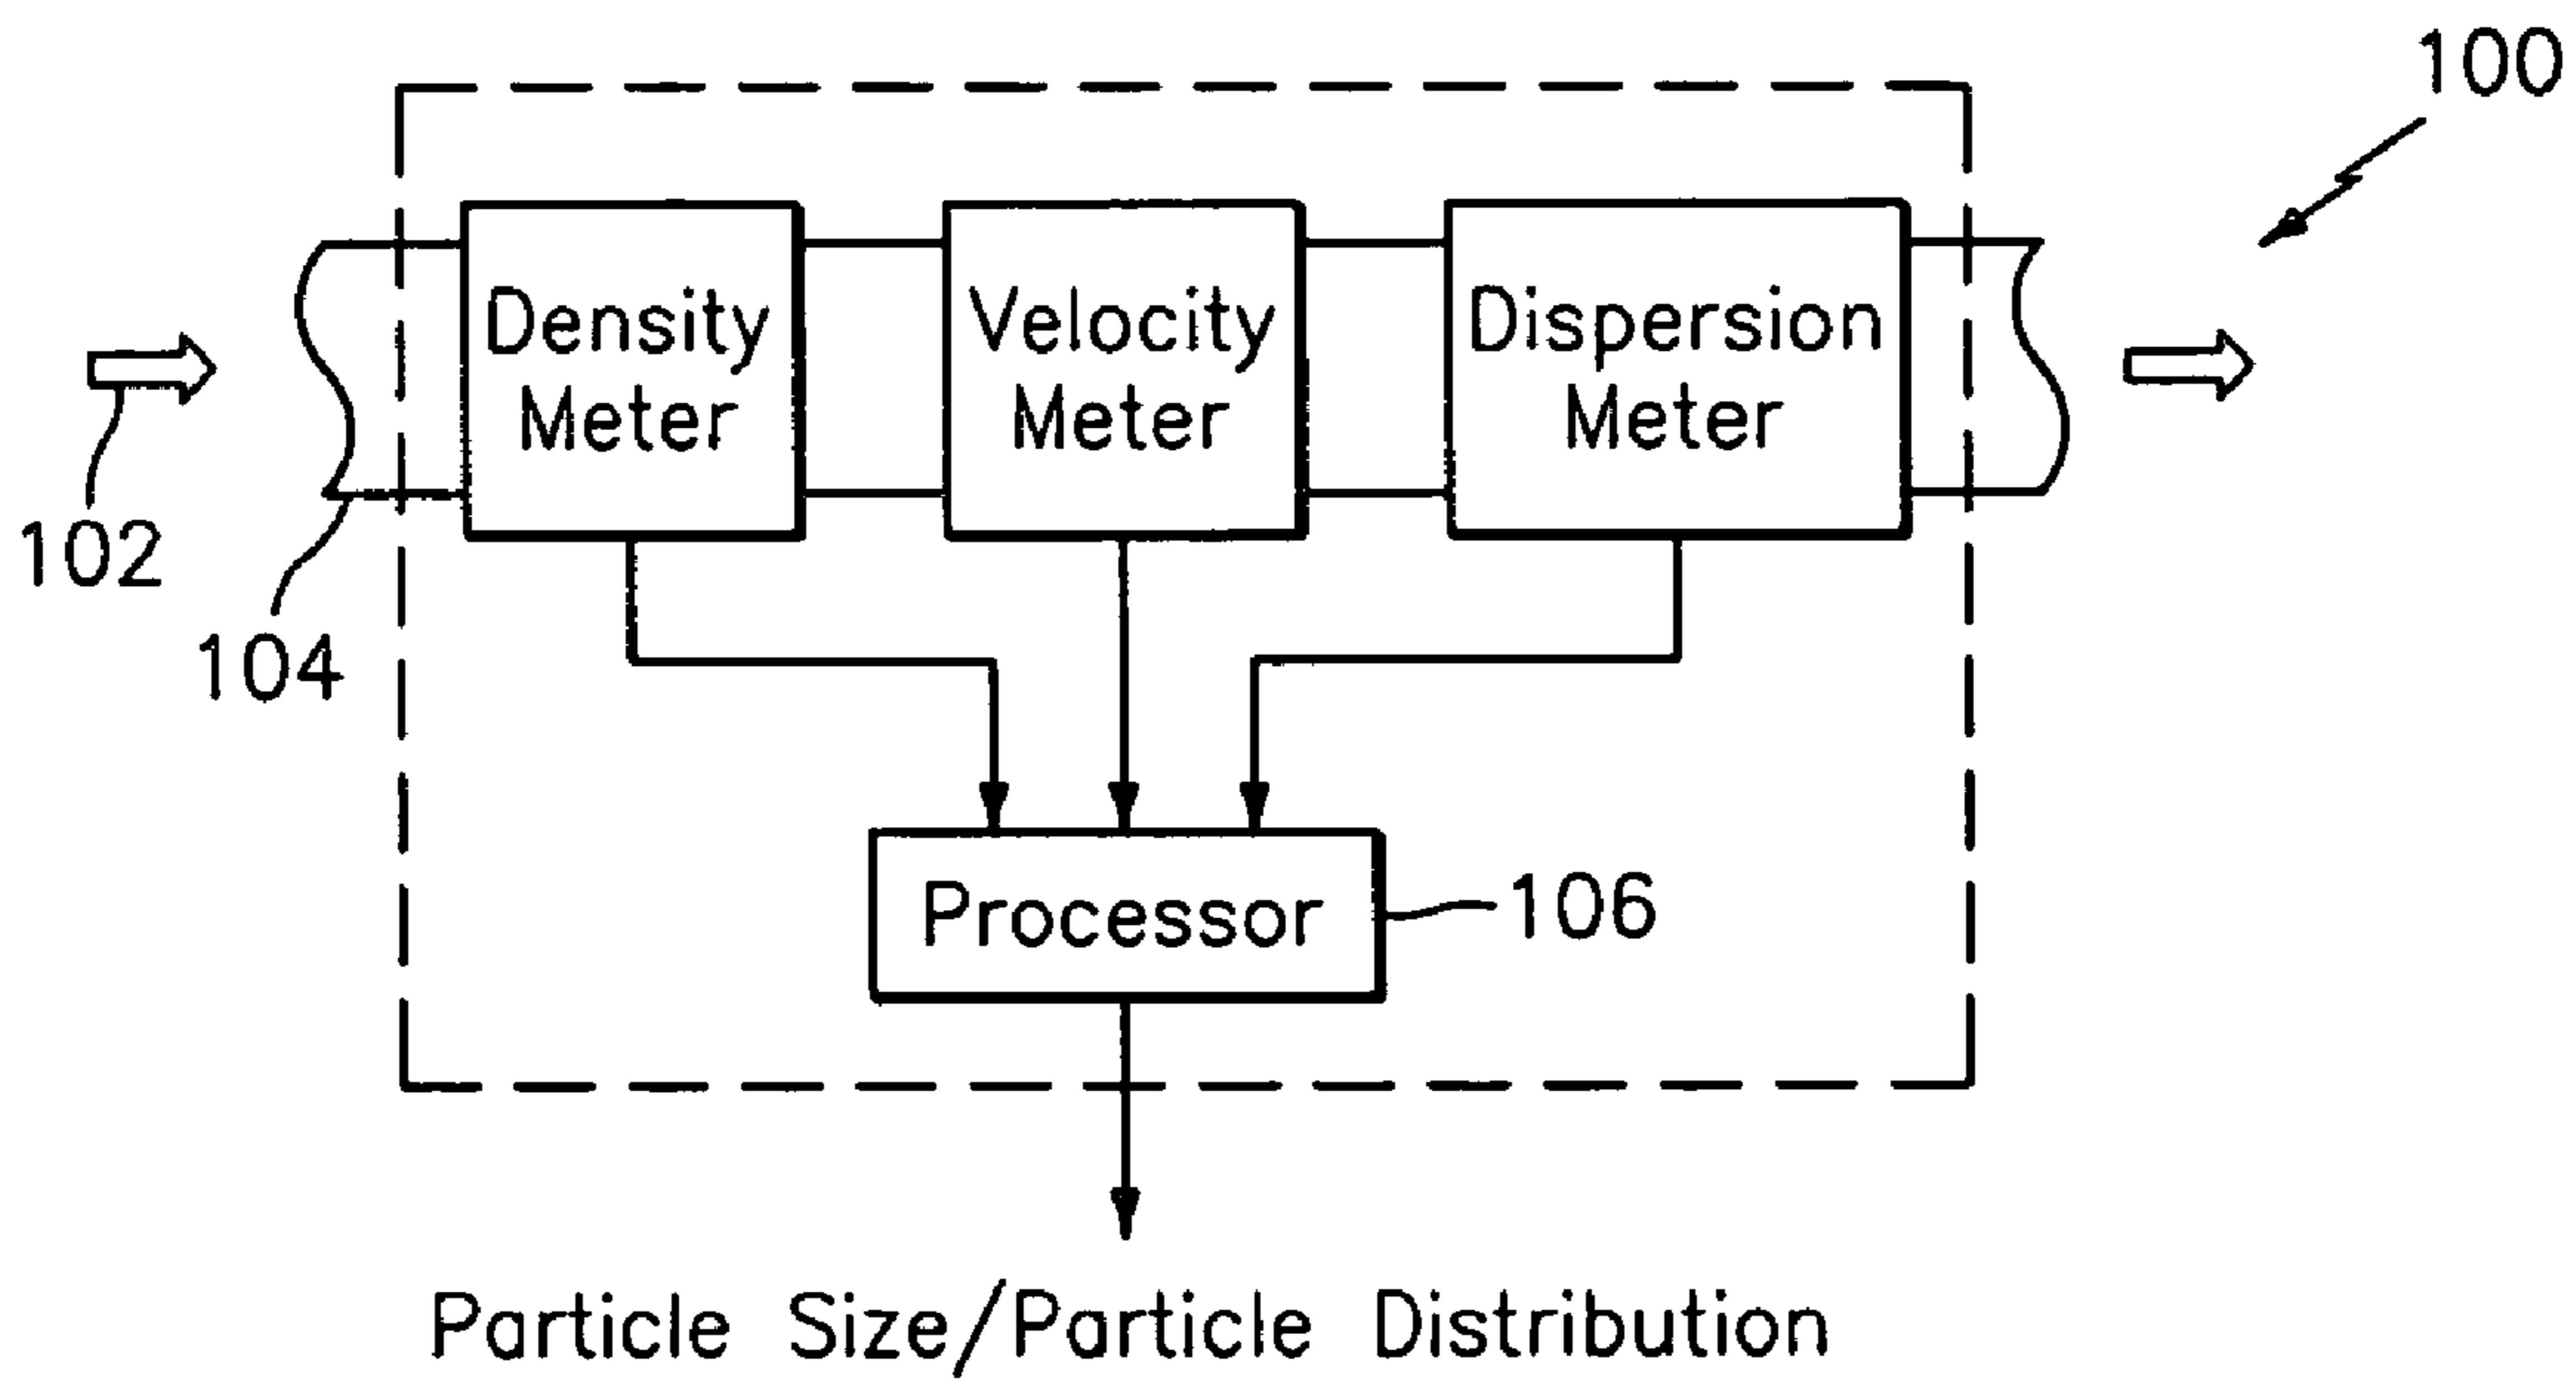 100
Density
Meter
Velocity
Meter
Dispersion
Meter
102
104
Processor
106
Particle Size/Particle Distribution